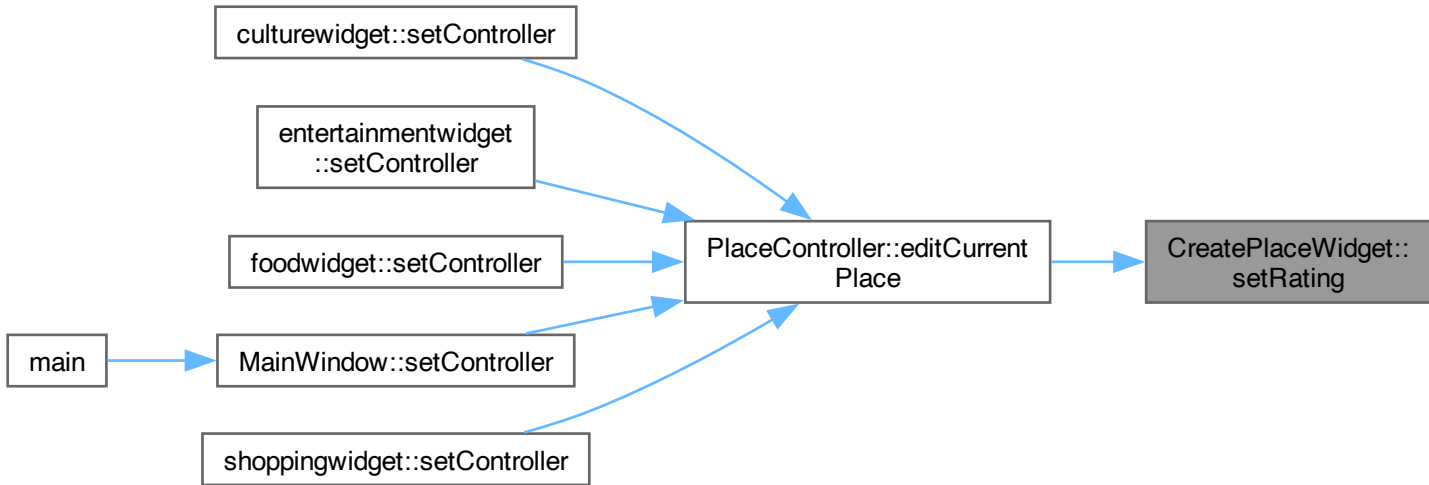 culturewidget::setController
entertainmentwidget
::setController
foodwidget::setController
main
MainWindow::setController
shoppingwidget::setController
PlaceController::editCurrent
Place
CreatePlaceWidget::
setRating